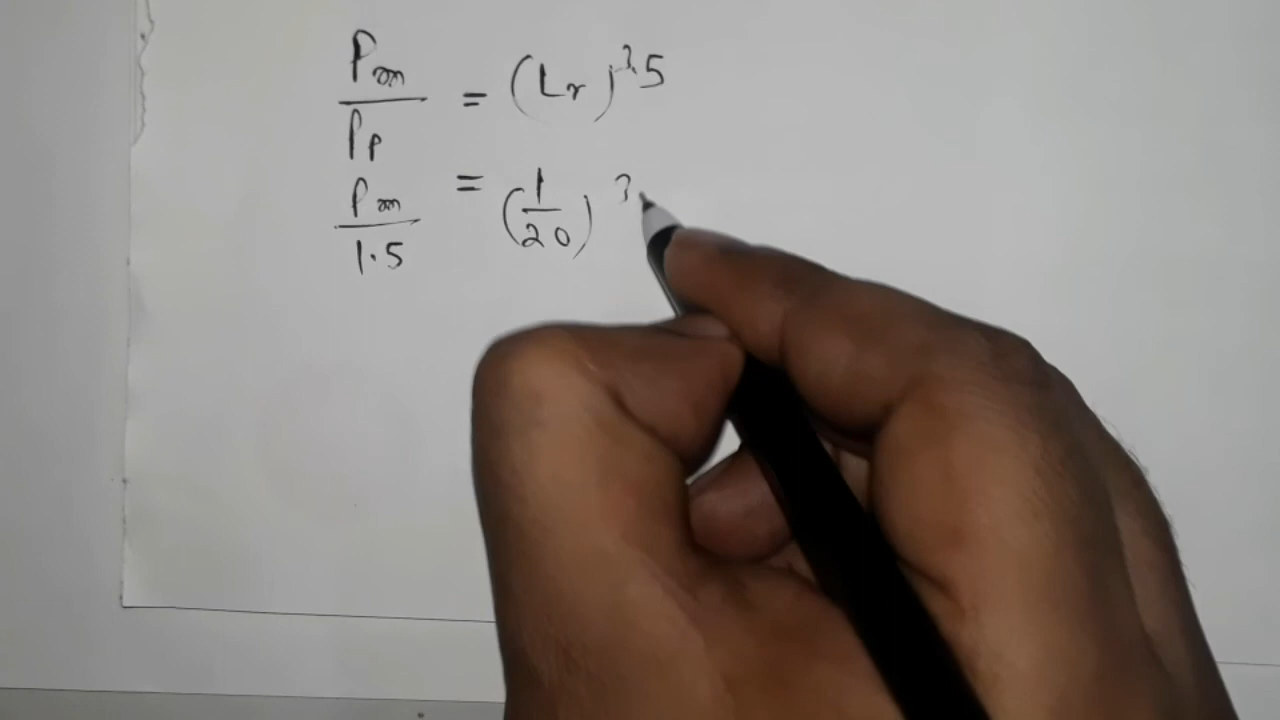 Pm/Pp = (Lr)^3.5
Pm/1.5 = (1/20)^3